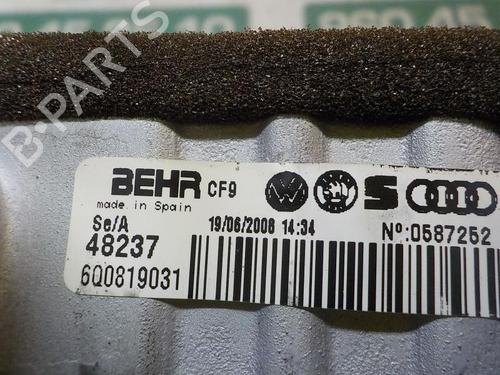 BEHR CF9
made in Spain
Se/A 19/06/2008 14:34 Nº:0587252
48237
6Q0819031
B-PARTS